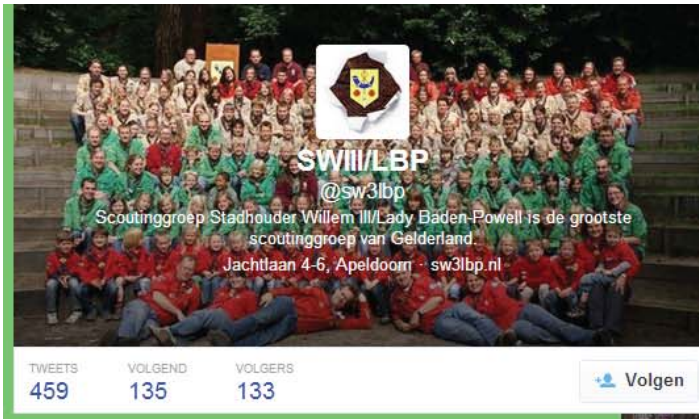 SWIII/LBP
@sw3lbp
Scoutinggroep Stadhouder Willem III/Lady Baden-Powell is de grootste
scoutinggroep van Gelderland.
Jachtlaan 4-6, Apeldoorn · sw3lbp.nl
TWEETS VOLGEND VOLGERS
459 135 133
Volgen